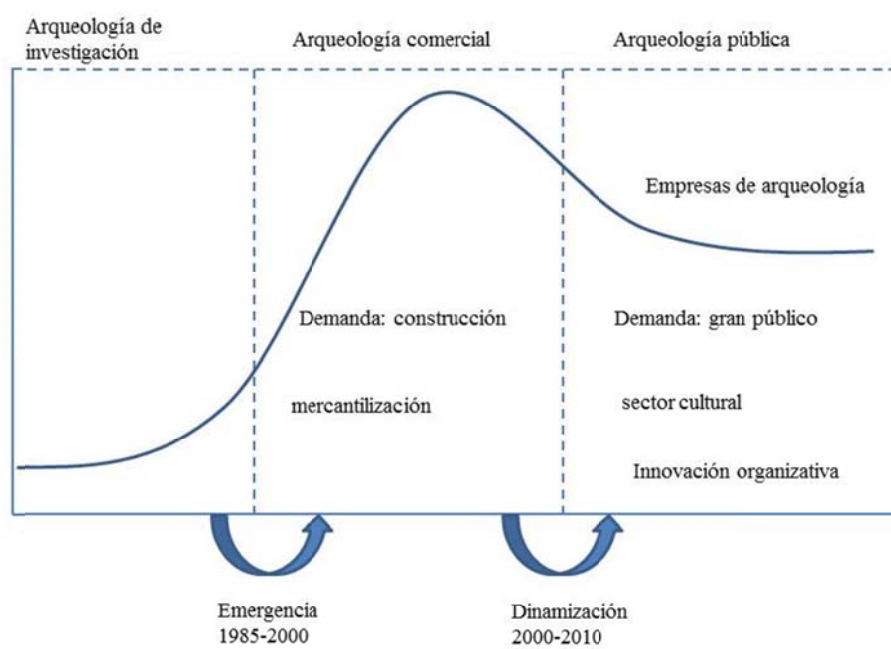 Arqueología de
investigación
Arqueología comercial
Arqueología pública
Empresas de arqueología
Demanda: construcción
Demanda: gran público
mercantilización
sector cultural
Innovación organizativa
Emergencia
1985-2000
Dinamización
2000-2010